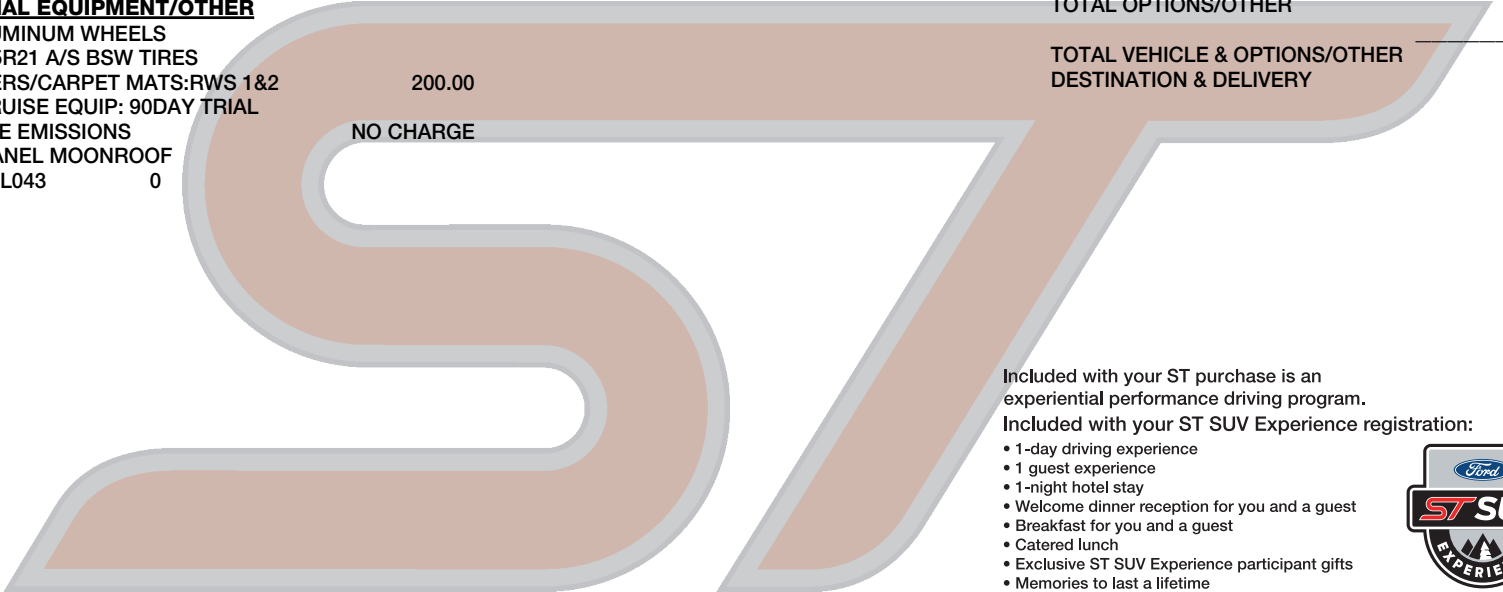 NAL EQUIPMENT/OTHER
UMINUM WHEELS
5R21 A/S BSW TIRES
ERS/CARPET MATS:RWS 1&2 200.00
RUISE EQUIP: 90DAY TRIAL
E EMISSIONS NO CHARGE
ANEL MOONROOF
L043 0
TOTAL OPTIONS/OTHER
TOTAL VEHICLE & OPTIONS/OTHER
DESTINATION & DELIVERY
ST
Included with your ST purchase is an
experiential performance driving program.
Included with your ST SUV Experience registration:
• 1-day driving experience
• 1 guest experience
• 1-night hotel stay
• Welcome dinner reception for you and a guest
• Breakfast for you and a guest
• Catered lunch
• Exclusive ST SUV Experience participant gifts
• Memories to last a lifetime
Ford
ST SU
EXPERIE